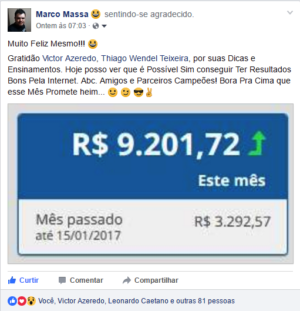 Marco Massa sentindo-se agradecido.
Ontem ás 07:03 ·
Muito Feliz Mesmo!!!
Gratidão Victor Azeredo, Thiago Wendel Teixeira, por suas Dicas e
Ensinamentos. Hoje posso ver que é Possível Sim conseguir Ter Resultados
Bons Pela Internet. Abc. Amigos e Parceiros Campeões! Bora Pra Cima que
esse Mês Promete heim...
R$ 9.201,72
Este mês
Mês passado R$ 3.292,57
até 15/01/2017
Curtir Comentar Compartilhar
Você, Victor Azeredo, Leonardo Caetano e outras 81 pessoas